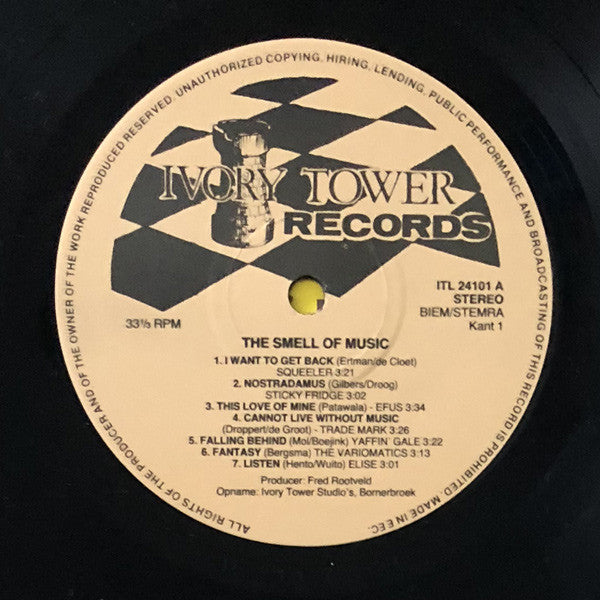 ALL RIGHTS OF THE PRODUCER AND OF THE OWNER OF THE WORK REPRODUCED RESERVED. UNAUTHORIZED COPYING, HIRING, LENDING, PUBLIC PERFORMANCE AND BROADCASTING OF THIS RECORD IS PROHIBITED. MADE IN EEC.
IVORY TOWER
RECORDS
ITL 24101 A
STEREO
BIEM/STEMRA
Kant 1
33⅓ RPM
THE SMELL OF MUSIC
1. I WANT TO GET BACK (Ertman/de Cloet)
SQUEELER 3:21
2. NOSTRADAMUS (Gilbers/Droog)
STICKY FRIDGE 3:02
3. THIS LOVE OF MINE (Patawala) - EFUS 3:34
4. CANNOT LIVE WITHOUT MUSIC
(Droppert/de Groot) - TRADE MARK 3:26
5. FALLING BEHIND (Mol/Boejink) YAFFIN' GALE 3:22
6. FANTASY (Bergsma) THE VARIOMATICS 3:13
7. LISTEN (Hento/Wuito) ELISE 3:01
Producer: Fred Rootveld
Opname: Ivory Tower Studio's, Bornerbroek